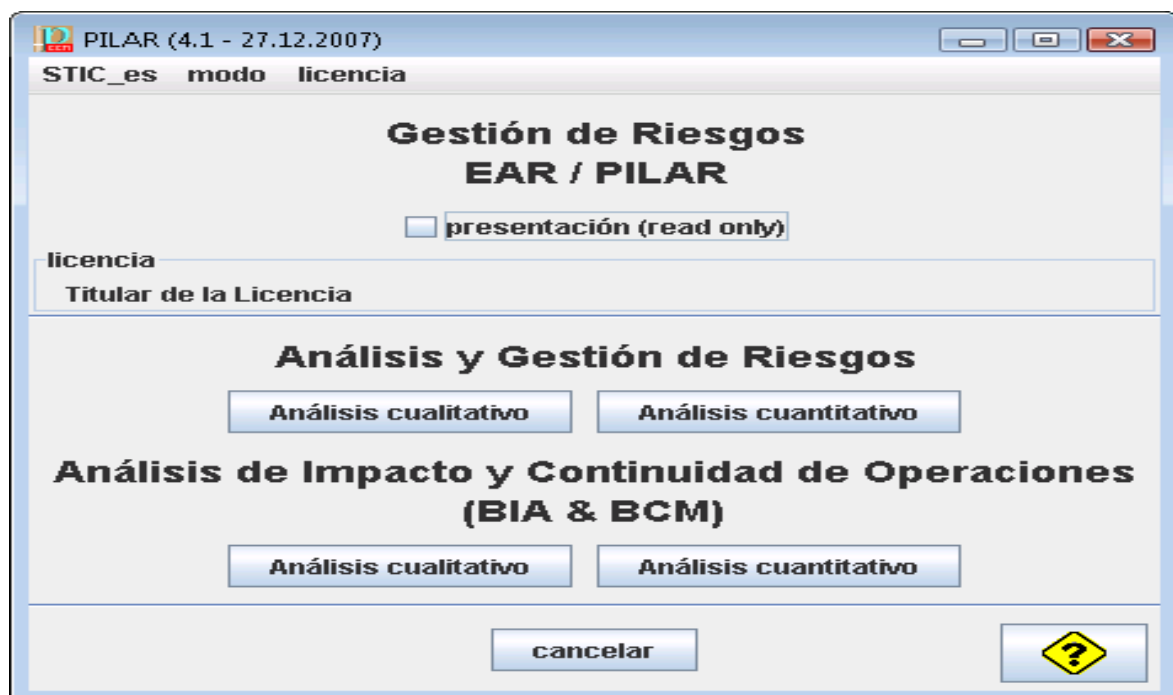 PILAR (4.1 - 27.12.2007)
STIC_es modo licencia
Gestión de Riesgos
EAR / PILAR
presentación (read only)
licencia
Titular de la Licencia
Análisis y Gestión de Riesgos
Análisis cualitativo Análisis cuantitativo
Análisis de Impacto y Continuidad de Operaciones
(BIA & BCM)
Análisis cualitativo Análisis cuantitativo
cancelar ?